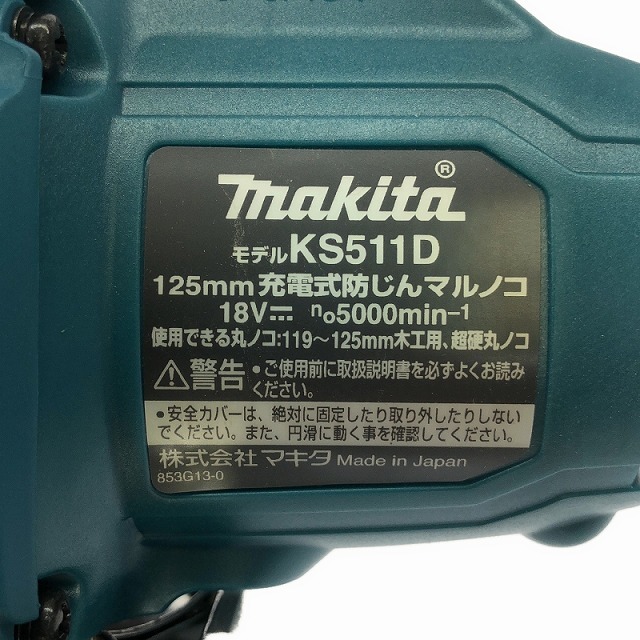 makita®
モデルKS511D
125mm充電式防じんマルノコ
18V⎓ n₀5000min⁻¹
使用できる丸ノコ:119～125mm木工用、超硬丸ノコ
⚠警告 •ご使用前に取扱説明書を必ずよくお読み
ください。
•安全カバーは、絶対に固定したり取り外したりしない
でください。また、円滑に動く事を確認してください。
株式会社マキタ Made in Japan
853G13-0